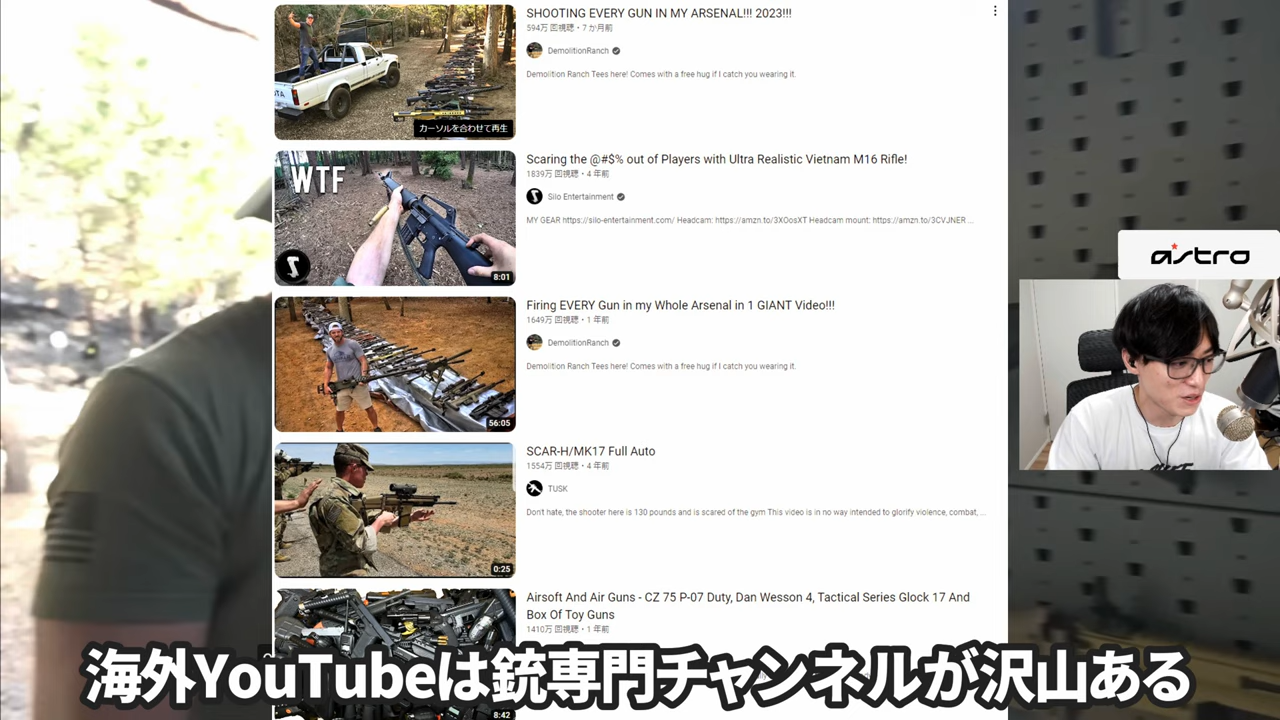 SHOOTING EVERY GUN IN MY ARSENAL!!! 2023!!!
594万 回視聴・7 か月前
DemolitionRanch
Demolition Ranch Tees here! Comes with a free hug if I catch you wearing it.
カーソルを合わせて再生
WTF
8:01
Scaring the @#$% out of Players with Ultra Realistic Vietnam M16 Rifle!
1839万 回視聴・4 年前
Silo Entertainment
MY GEAR https://silo-entertainment.com/ Headcam: https://amzn.to/3XOosXT Headcam mount: https://amzn.to/3CVJNER ...
astro
56:05
Firing EVERY Gun in my Whole Arsenal in 1 GIANT Video!!!
1649万 回視聴・1 年前
DemolitionRanch
Demolition Ranch Tees here! Comes with a free hug if I catch you wearing it.
0:25
SCAR-H/MK17 Full Auto
1554万 回視聴・4 年前
TUSK
Don't hate, the shooter here is 130 pounds and is scared of the gym This video is in no way intended to glorify violence, combat, ...
Airsoft And Air Guns - CZ 75 P-07 Duty, Dan Wesson 4, Tactical Series Glock 17 And
Box Of Toy Guns
1410万 回視聴・1 年前
海外YouTubeは銃専門チャンネルが沢山ある
8:42